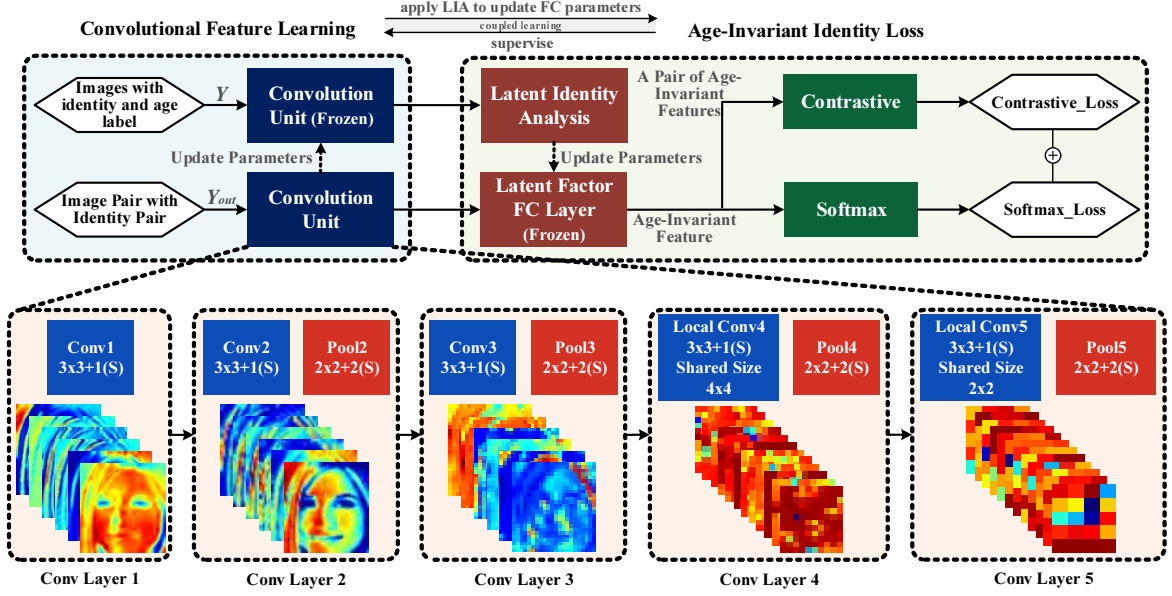 apply LIA to update FC parameters
coupled learning
supervise
Convolutional Feature Learning
Age-Invariant Identity Loss
Images with
identity and age
label
Y
Convolution
Unit (Frozen)
Latent Identity
Analysis
A Pair of Age-
Invariant
Features
Contrastive
Contrastive_Loss
Update Parameters
Update Parameters
+
Image Pair with
Identity Pair
Yout
Convolution
Unit
Latent Factor
FC Layer
(Frozen)
Age-Invariant
Feature
Softmax
Softmax_Loss
Conv1
3x3+1(S)
Conv2
3x3+1(S)
Pool2
2x2+2(S)
Conv3
3x3+1(S)
Pool3
2x2+2(S)
Local Conv4
3x3+1(S)
Shared Size
4x4
Pool4
2x2+2(S)
Local Conv5
3x3+1(S)
Shared Size
2x2
Pool5
2x2+2(S)
Conv Layer 1
Conv Layer 2
Conv Layer 3
Conv Layer 4
Conv Layer 5